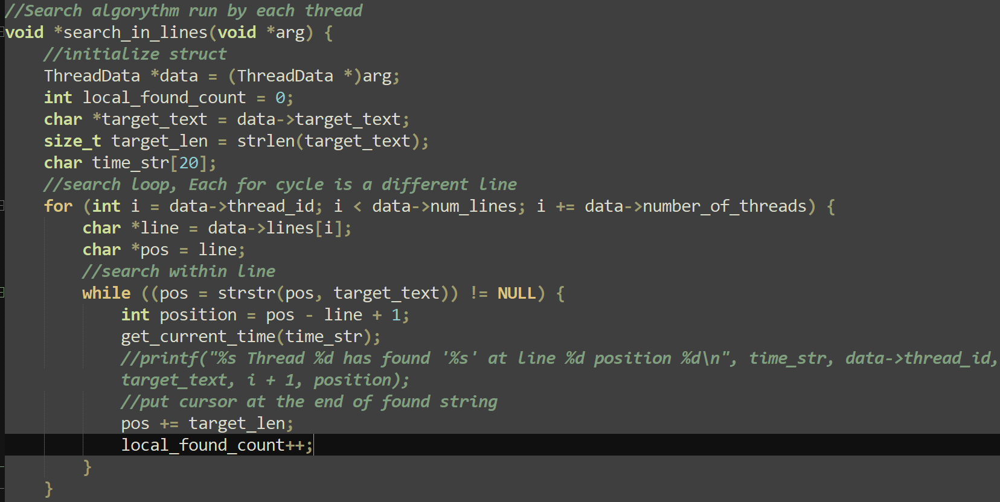 //Search algorythm run by each thread
void *search_in_lines(void *arg) {
    //initialize struct
    ThreadData *data = (ThreadData *)arg;
    int local_found_count = 0;
    char *target_text = data->target_text;
    size_t target_len = strlen(target_text);
    char time_str[20];
    //search loop, Each for cycle is a different line
    for (int i = data->thread_id; i < data->num_lines; i += data->number_of_threads) {
        char *line = data->lines[i];
        char *pos = line;
        //search within line
        while ((pos = strstr(pos, target_text)) != NULL) {
            int position = pos - line + 1;
            get_current_time(time_str);
            //printf("%s Thread %d has found '%s' at line %d position %d\n", time_str, data->thread_id,
            target_text, i + 1, position);
            //put cursor at the end of found string
            pos += target_len;
            local_found_count++;
        }
    }